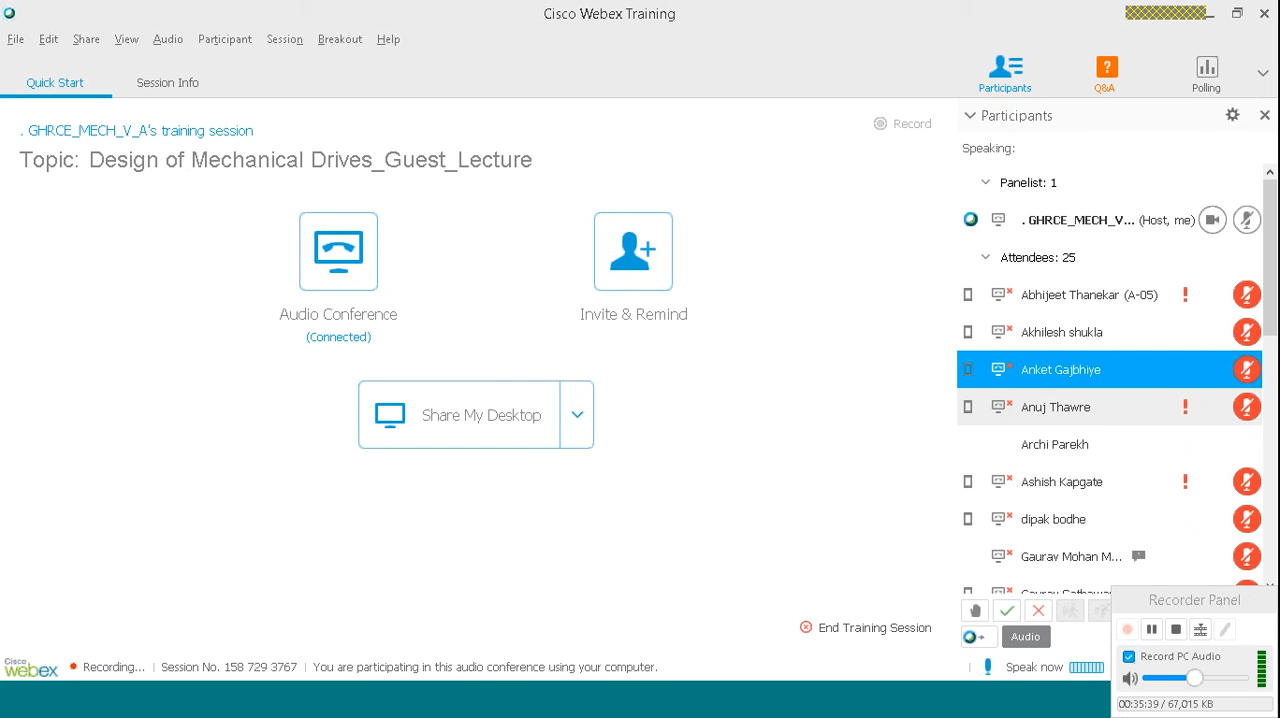 Cisco Webex Training
File Edit Share View Audio Participant Session Breakout Help
Quick Start Session Info
Participants Q&A Polling
. GHRCE_MECH_V_A's training session
Record
Topic: Design of Mechanical Drives_Guest_Lecture
Audio Conference
(Connected)
Invite & Remind
Share My Desktop
End Training Session
Participants
Speaking:
Panelist: 1
. GHRCE_MECH_V... (Host, me)
Attendees: 25
Abhijeet Thanekar (A-05)
Akhilesh shukla
Anket Gajbhiye
Anuj Thawre
Archi Parekh
Ashish Kapgate
dipak bodhe
Gaurav Mohan M...
Audio
Speak now
Recorder Panel
Record PC Audio
00:35:39 / 67,015 KB
Cisco webex
Recording... Session No. 158 729 3767 You are participating in this audio conference using your computer.